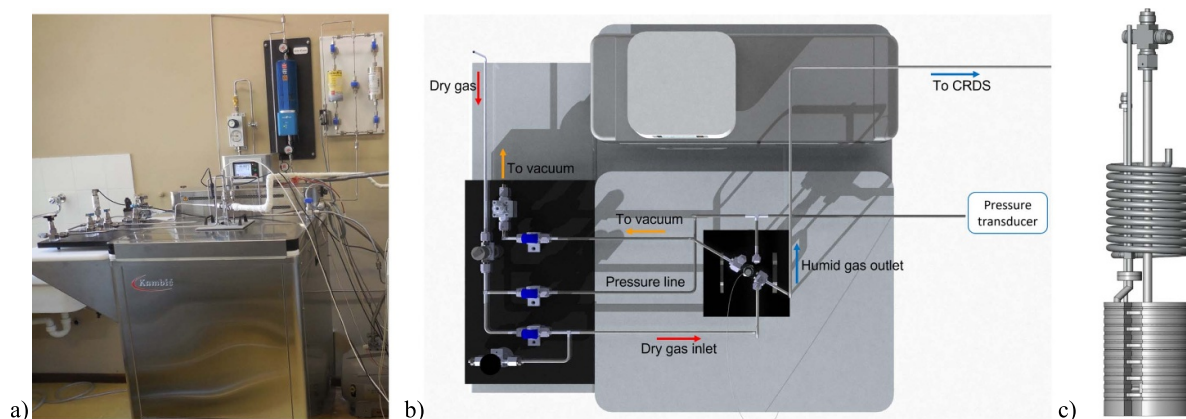 Kambič
a)
Dry gas
To vacuum
To CRDS
To vacuum
Pressure
transducer
Humid gas outlet
Pressure line
Dry gas inlet
b)
c)